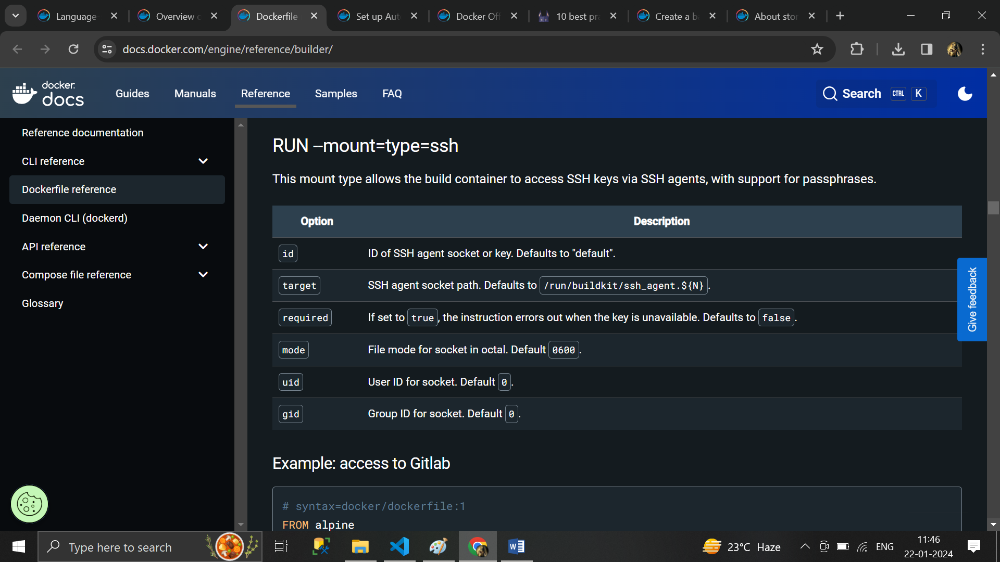 Language-
Overview c
Dockerfile
Set up Aut
Docker Off
10 best pra
Create a ba
About stor
docs.docker.com/engine/reference/builder/
docker
docs
Guides
Manuals
Reference
Samples
FAQ
Search
CTRL
K
Reference documentation
CLI reference
Dockerfile reference
Daemon CLI (dockerd)
API reference
Compose file reference
Glossary
RUN --mount=type=ssh
This mount type allows the build container to access SSH keys via SSH agents, with support for passphrases.
Option Description
id ID of SSH agent socket or key. Defaults to "default".
target SSH agent socket path. Defaults to /run/buildkit/ssh_agent.${N}.
required If set to true, the instruction errors out when the key is unavailable. Defaults to false.
mode File mode for socket in octal. Default 0600.
uid User ID for socket. Default 0.
gid Group ID for socket. Default 0.
Example: access to Gitlab
# syntax=docker/dockerfile:1
FROM alpine
Give feedback
Type here to search
23°C Haze
ENG
11:46
22-01-2024